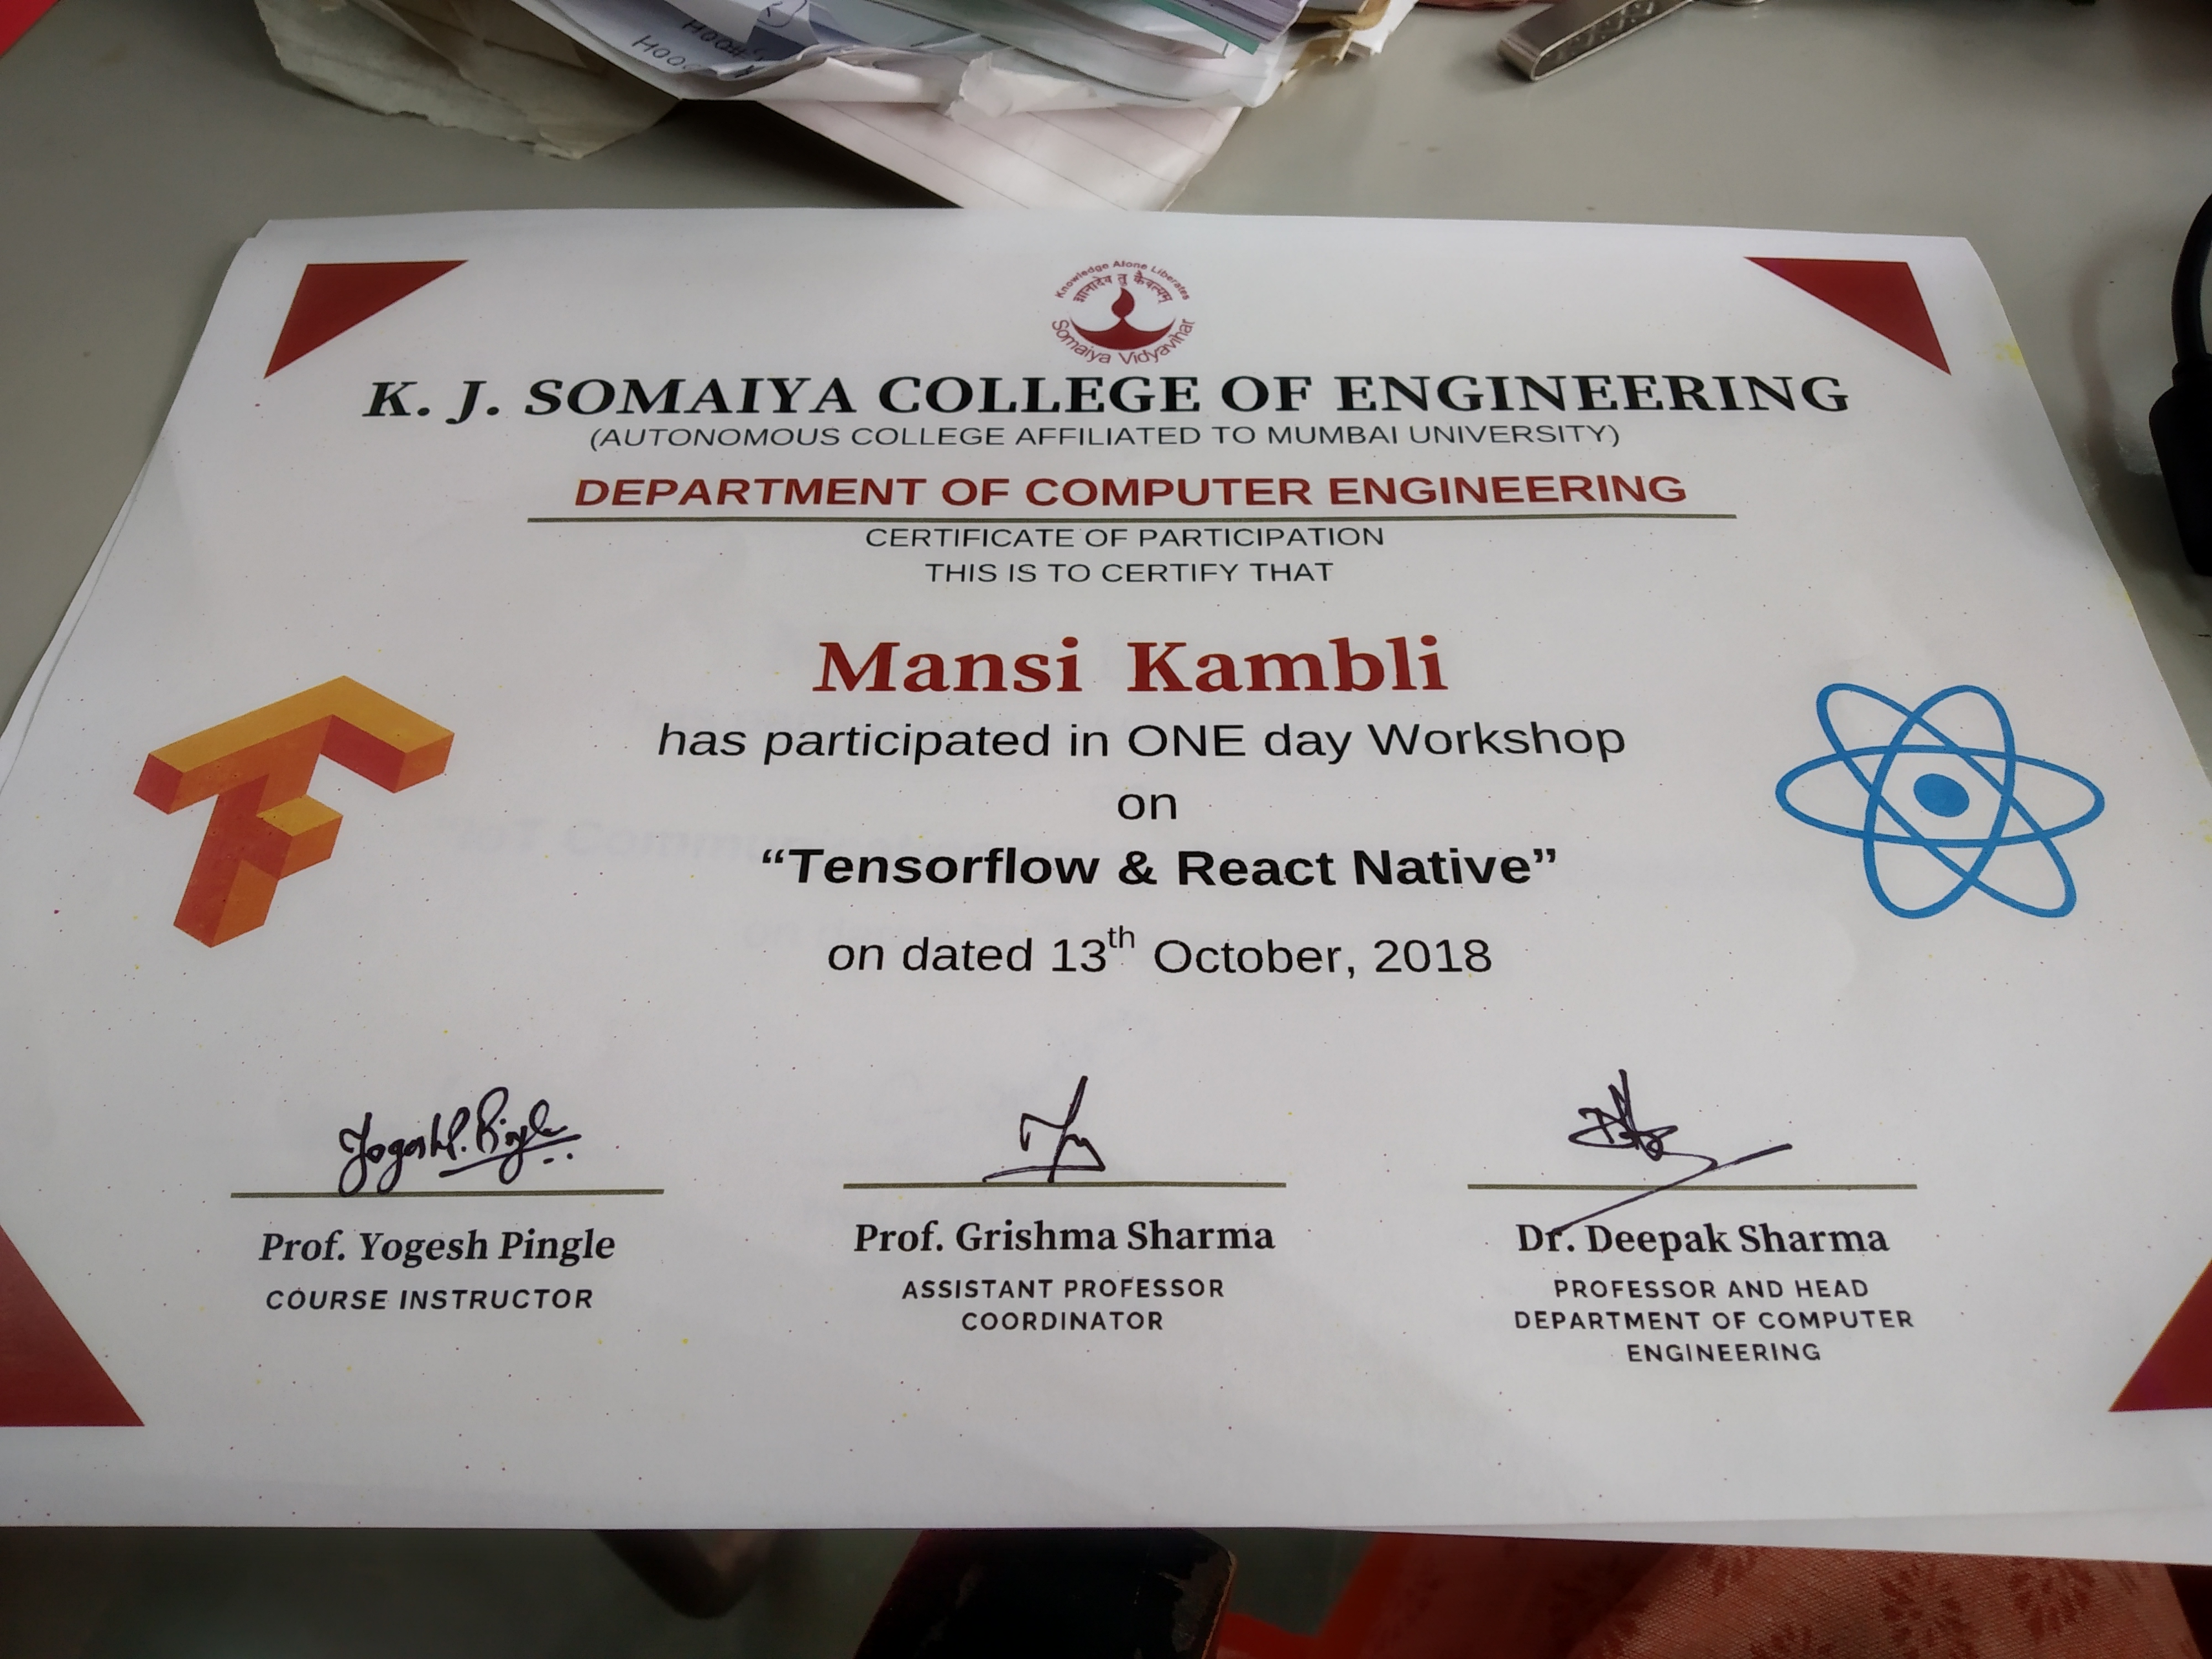 Knowledge Alone Liberates
ज्ञानादेव तु कैवल्यम्
Somaiya Vidyavihar
K. J. SOMAIYA COLLEGE OF ENGINEERING
(AUTONOMOUS COLLEGE AFFILIATED TO MUMBAI UNIVERSITY)
DEPARTMENT OF COMPUTER ENGINEERING
CERTIFICATE OF PARTICIPATION
THIS IS TO CERTIFY THAT
Mansi Kambli
has participated in ONE day Workshop
on
“Tensorflow & React Native”
on dated 13th October, 2018
Yogesh P. Pingle
Prof. Yogesh Pingle
COURSE INSTRUCTOR
Prof. Grishma Sharma
ASSISTANT PROFESSOR
COORDINATOR
Dr. Deepak Sharma
PROFESSOR AND HEAD
DEPARTMENT OF COMPUTER
ENGINEERING